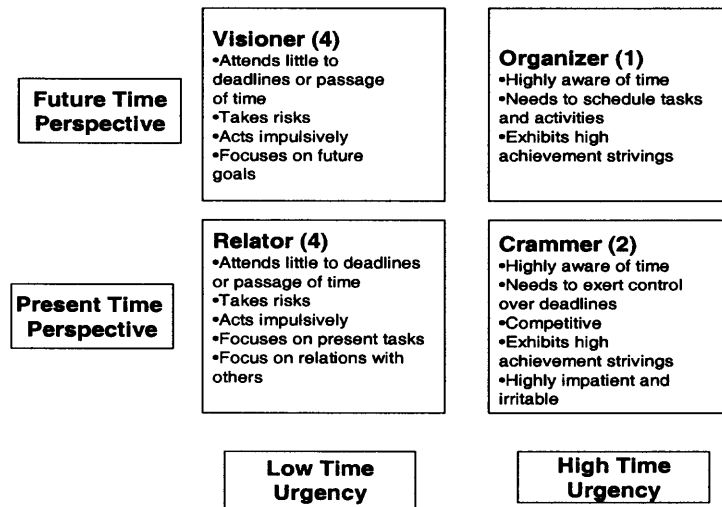 Future Time
Perspective
Visioner (4)
•Attends little to
deadlines or passage
of time
•Takes risks
•Acts impulsively
•Focuses on future
goals
Organizer (1)
•Highly aware of time
•Needs to schedule tasks
and activities
•Exhibits high
achievement strivings
Present Time
Perspective
Relator (4)
•Attends little to deadlines
or passage of time
•Takes risks
•Acts impulsively
•Focuses on present tasks
•Focus on relations with
others
Crammer (2)
•Highly aware of time
•Needs to exert control
over deadlines
•Competitive
•Exhibits high
achievement strivings
•Highly impatient and
irritable
Low Time
Urgency
High Time
Urgency